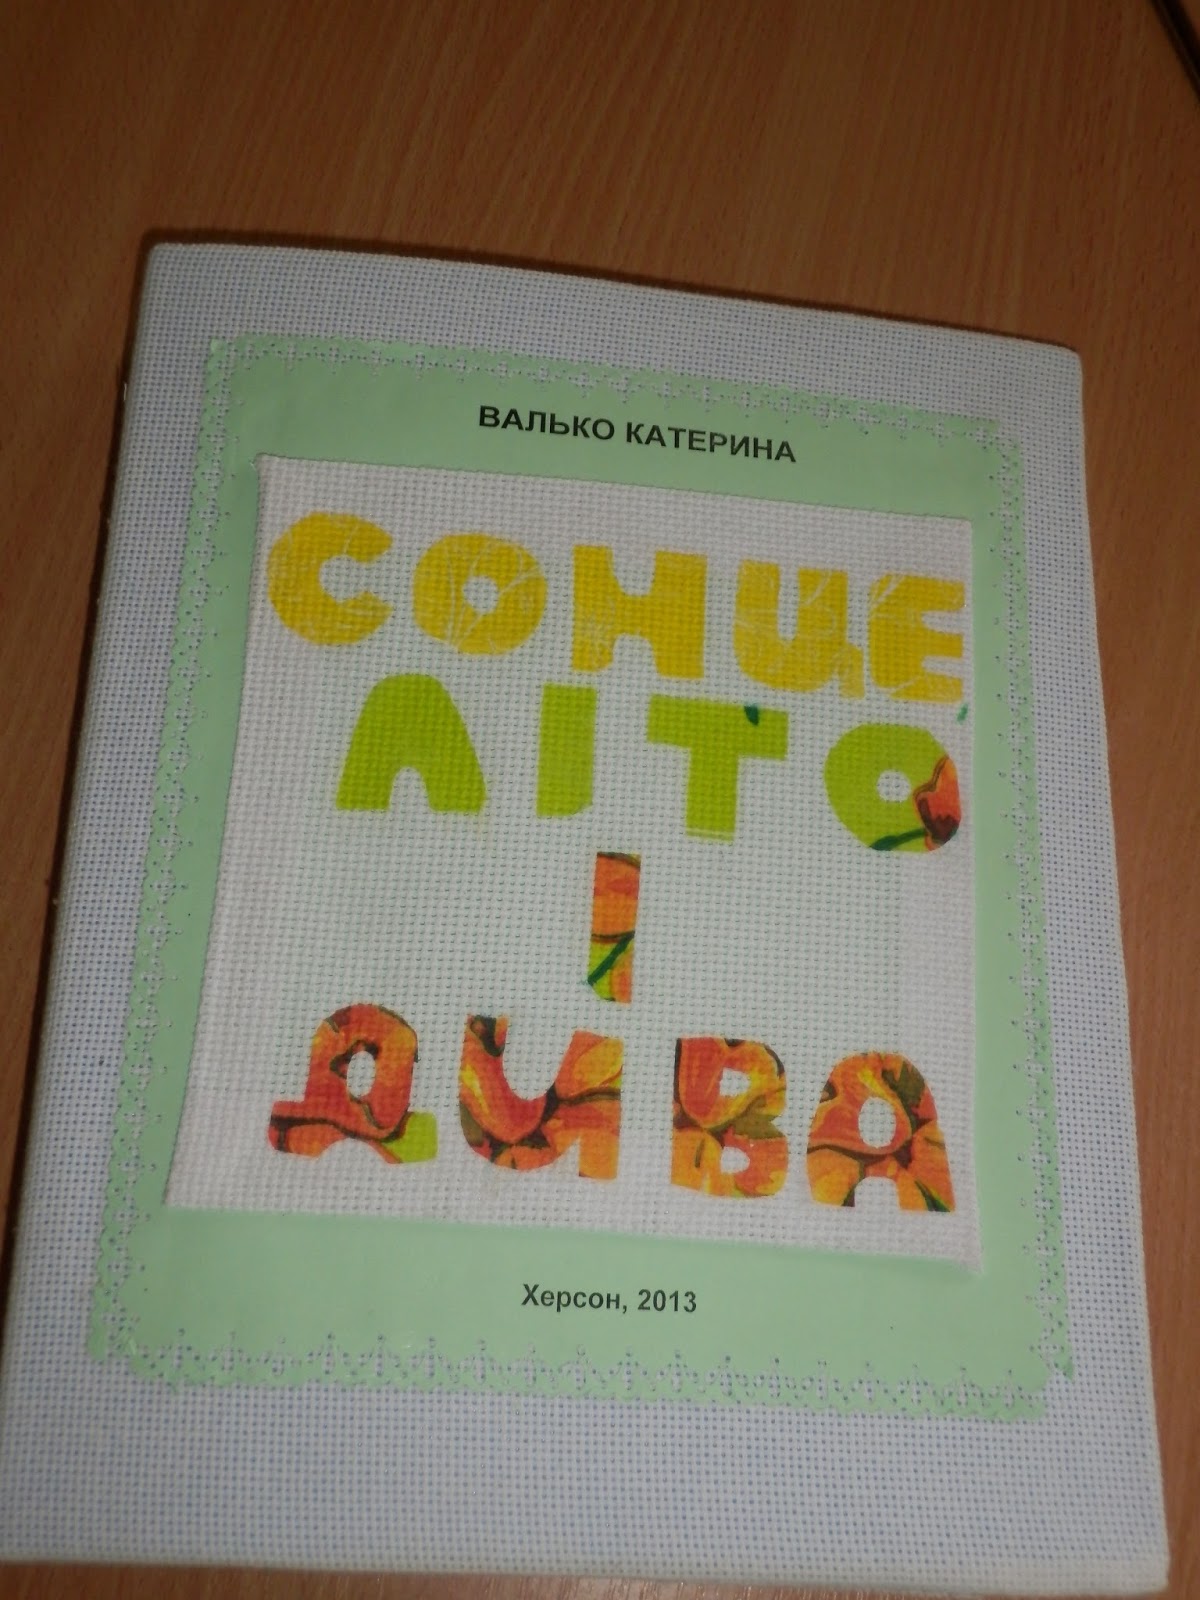 ВАЛЬКО КАТЕРИНА
СОНЦЕ
ЛІТО
І
ДИВА
Херсон, 2013